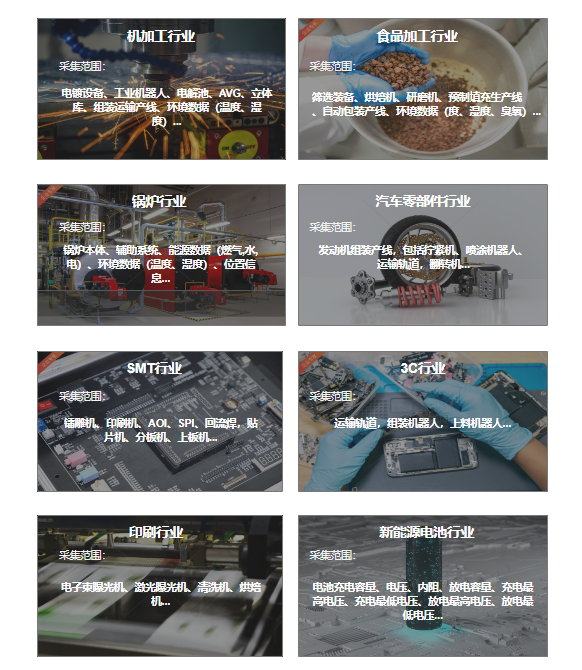 机加工行业
采集范围：
电镀设备、工业机器人、电解池、AVG、立体
库、组装运输产线、环境数据（温度、湿
度）...
食品加工行业
采集范围：
筛选装备、烘焙机、研磨机、预制填充生产线
、自动包装产线、环境数据（度、湿度、臭氧）...
锅炉行业
采集范围：
锅炉本体、辅助系统、能源数据（燃气,水,
电）、环境数据（温度、湿度）、位置信
息...
汽车零部件行业
采集范围：
发动机组装产线，包括拧紧机、喷涂机器人、
运输轨道，翻转机...
SMT行业
采集范围：
镭雕机、印刷机、AOI、SPI、回流焊，贴
片机、分板机、上板机...
3C行业
采集范围：
运输轨道，组装机器人，上料机器人...
印刷行业
采集范围：
电子束曝光机、激光曝光机、清洗机、烘焙
机...
新能源电池行业
采集范围：
电池充电容量、电压、内阻、放电容量、充电最
高电压、充电最低电压、放电最高电压、放电最
低电压...